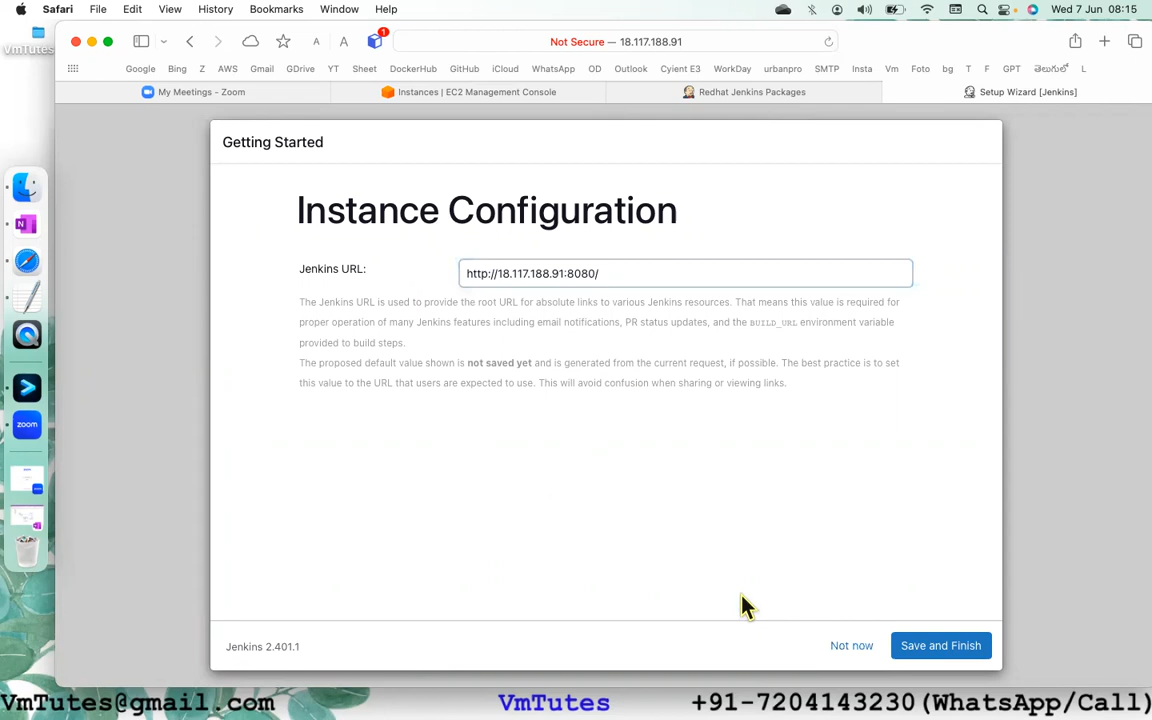 Safari File Edit View History Bookmarks Window Help Wed 7 Jun 08:15
VmTutes
1
Not Secure — 18.117.188.91
Google Bing Z AWS Gmail GDrive YT Sheet DockerHub GitHub iCloud WhatsApp OD Outlook Cyient E3 WorkDay urbanpro SMTP Insta Vm Foto bg T F GPT తెలుగులో L
My Meetings - Zoom Instances | EC2 Management Console Redhat Jenkins Packages Setup Wizard [Jenkins]
Getting Started
Instance Configuration
Jenkins URL: http://18.117.188.91:8080/
The Jenkins URL is used to provide the root URL for absolute links to various Jenkins resources. That means this value is required for
proper operation of many Jenkins features including email notifications, PR status updates, and the BUILD_URL environment variable
provided to build steps.
The proposed default value shown is not saved yet and is generated from the current request, if possible. The best practice is to set
this value to the URL that users are expected to use. This will avoid confusion when sharing or viewing links.
zoom
Jenkins 2.401.1 Not now Save and Finish
VmTutes@gmail.com VmTutes +91-7204143230(WhatsApp/Call)